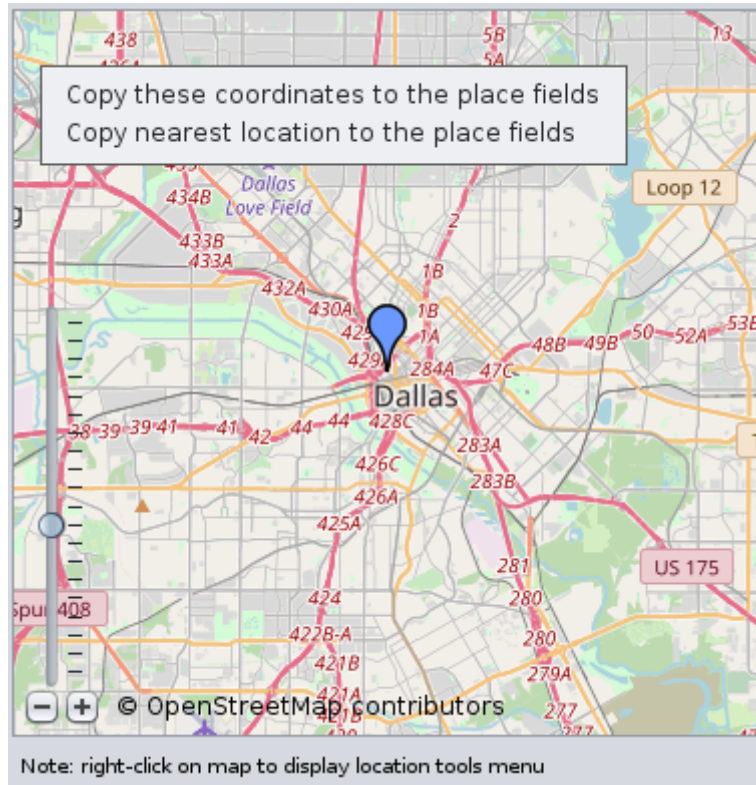 438
5B
5A
13
Copy these coordinates to the place fields
Copy nearest location to the place fields
434B
Dallas
Love Field
Loop 12
g
433B
433A
2
432A
1B
430A
1B
1A
53B
52A
50
49B
48B
284A
47C
Dallas
38
39
39
41
41
42
44
44
428C
283A
426C
283B
426A
425A
281
US 175
424
280
Spur 408
422B-A
280
421B
279A
421A
277
277
© OpenStreetMap contributors
Note: right-click on map to display location tools menu